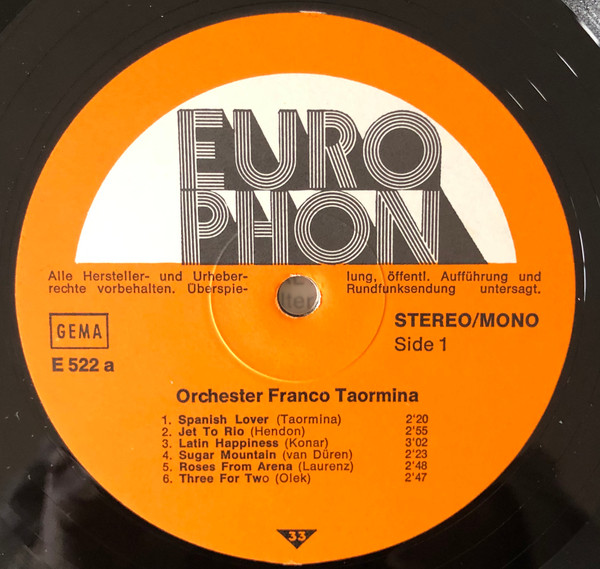 EURO
PHON
Alle Hersteller- und Urheber-
rechte vorbehalten. Überspie-
lung, öffentl. Aufführung und
Rundfunksendung untersagt.
GEMA
E 522 a
STEREO/MONO
Side 1
Orchester Franco Taormina
1. Spanish Lover (Taormina) 2'20
2. Jet To Rio (Hendon) 2'55
3. Latin Happiness (Konar) 3'02
4. Sugar Mountain (van Düren) 2'23
5. Roses From Arena (Laurenz) 2'48
6. Three For Two (Olek) 2'47
33